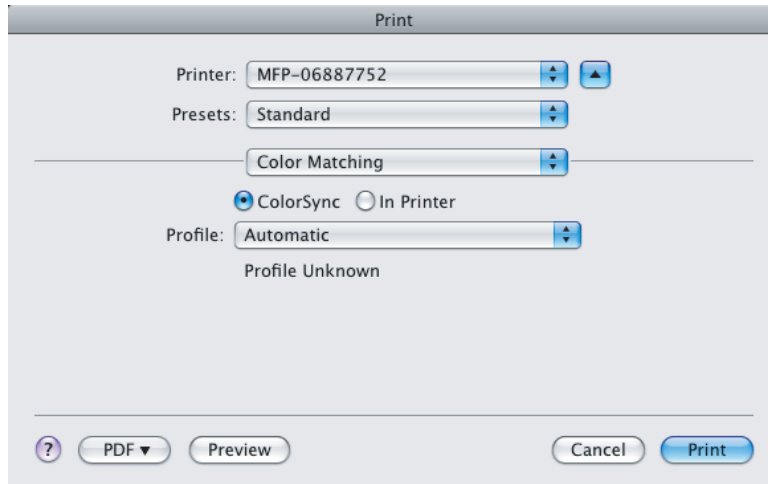 Print
Printer: MFP-06887752
Presets: Standard
Color Matching
ColorSync In Printer
Profile: Automatic
Profile Unknown
? PDF ▼ Preview Cancel Print